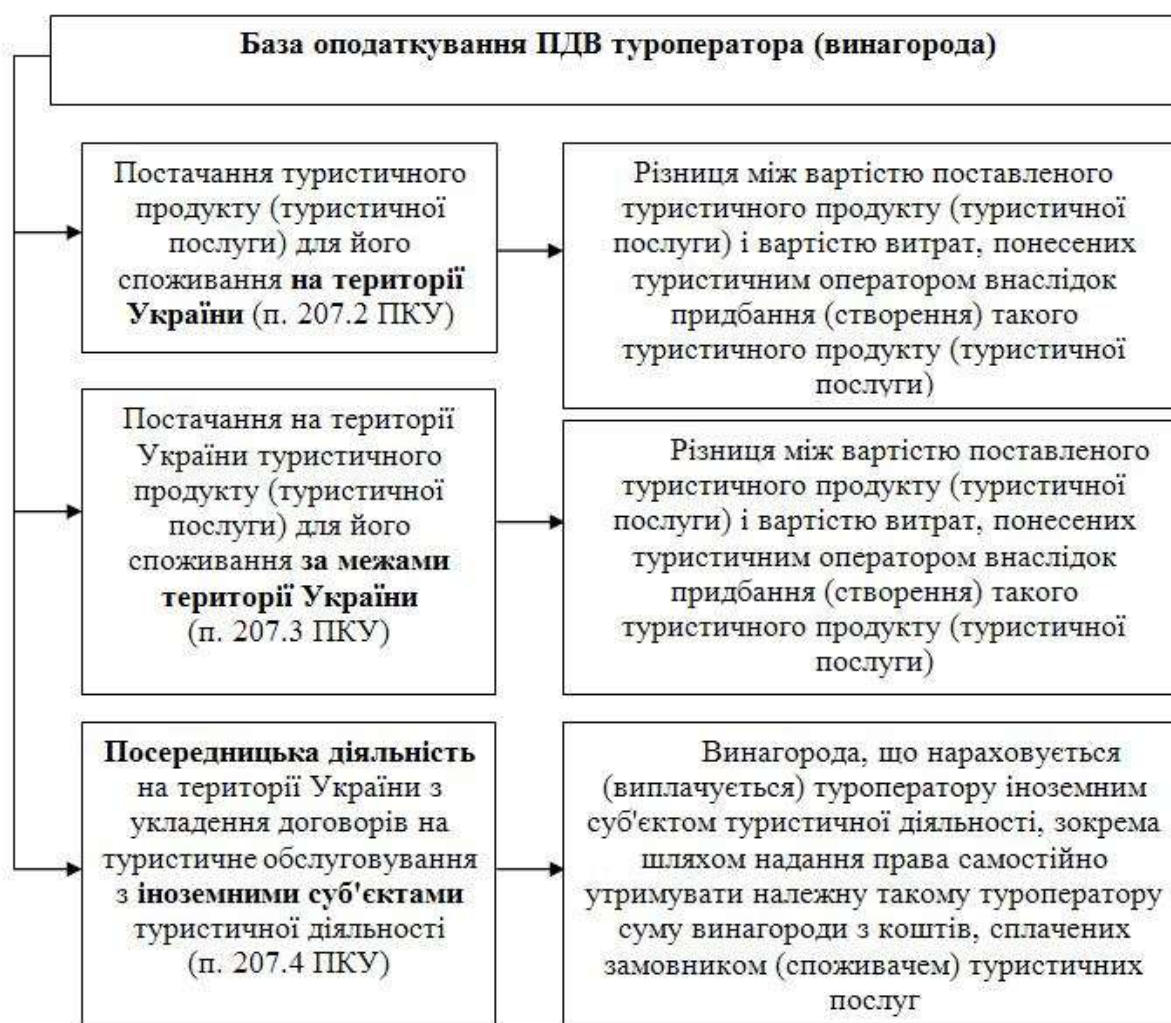 База оподаткування ПДВ туроператора (винагорода)
Постачання туристичного
продукту (туристичної
послуги) для його
споживання на території
України (п. 207.2 ПКУ)
Різниця між вартістю поставленого
туристичного продукту (туристичної
послуги) і вартістю витрат, понесених
туристичним оператором внаслідок
придбання (створення) такого
туристичного продукту (туристичної
послуги)
Постачання на території
України туристичного
продукту (туристичної
послуги) для його
споживання за межами
території України
(п. 207.3 ПКУ)
Різниця між вартістю поставленого
туристичного продукту (туристичної
послуги) і вартістю витрат, понесених
туристичним оператором внаслідок
придбання (створення) такого
туристичного продукту (туристичної
послуги)
Посередницька діяльність
на території України з
укладення договорів на
туристичне обслуговування
з іноземними суб'єктами
туристичної діяльності
(п. 207.4 ПКУ)
Винагорода, що нараховується
(виплачується) туроператору іноземним
суб'єктом туристичної діяльності, зокрема
шляхом надання права самостійно
утримувати належну такому туроператору
суму винагороди з коштів, сплачених
замовником (споживачем) туристичних
послуг